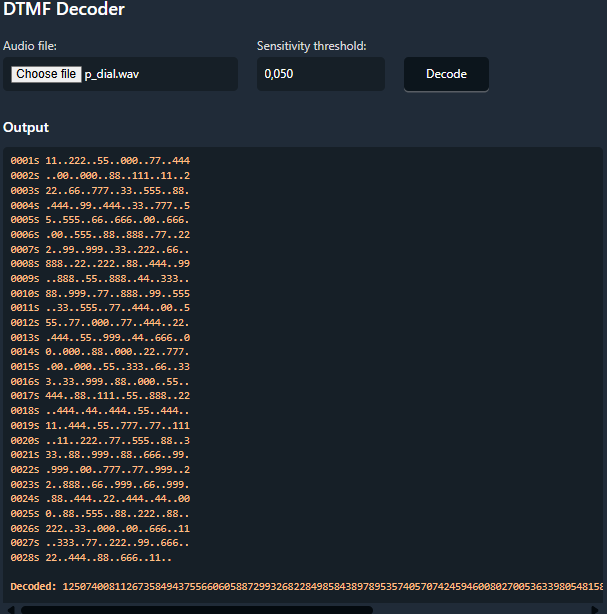 DTMF Decoder
Audio file:
Sensitivity threshold:
Choose file p_dial.wav
0,050
Decode
Output
0001s 11..222..55..000..77..444
0002s ..00..000..88..111..11..2
0003s 22..66..777..33..555..88.
0004s .444..99..444..33..777..5
0005s 5..555..66..666..00..666.
0006s .00..555..88..888..77..22
0007s 2..99..999..33..222..66..
0008s 888..22..222..88..444..99
0009s ..888..55..888..44..333..
0010s 88..999..77..888..99..555
0011s ..33..555..77..444..00..5
0012s 55..77..000..77..444..22.
0013s .444..55..999..44..666..0
0014s 0..000..88..000..22..777.
0015s .00..000..55..333..66..33
0016s 3..33..999..88..000..55..
0017s 444..88..111..55..888..22
0018s ..444..44..444..55..444..
0019s 11..444..55..777..77..111
0020s ..11..222..77..555..88..3
0021s 33..88..999..88..666..99.
0022s .999..00..777..77..999..2
0023s 2..888..66..999..66..999.
0024s .88..444..22..444..44..00
0025s 0..88..555..88..222..88..
0026s 222..33..000..00..666..11
0027s ..333..77..222..99..666..
0028s 22..444..88..666..11..
Decoded: 1250740081126735849437556606058872993268228498584389789535740570742459460080270053633980548158